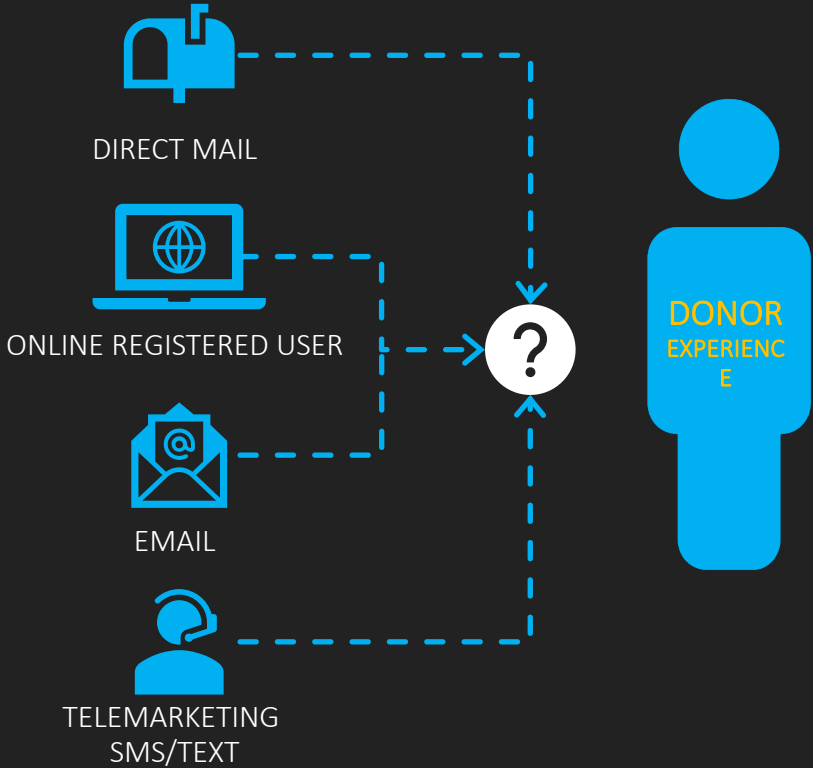 DIRECT MAIL
ONLINE REGISTERED USER
@
EMAIL
TELEMARKETING
SMS/TEXT
?
DONOR
EXPERIENC
E